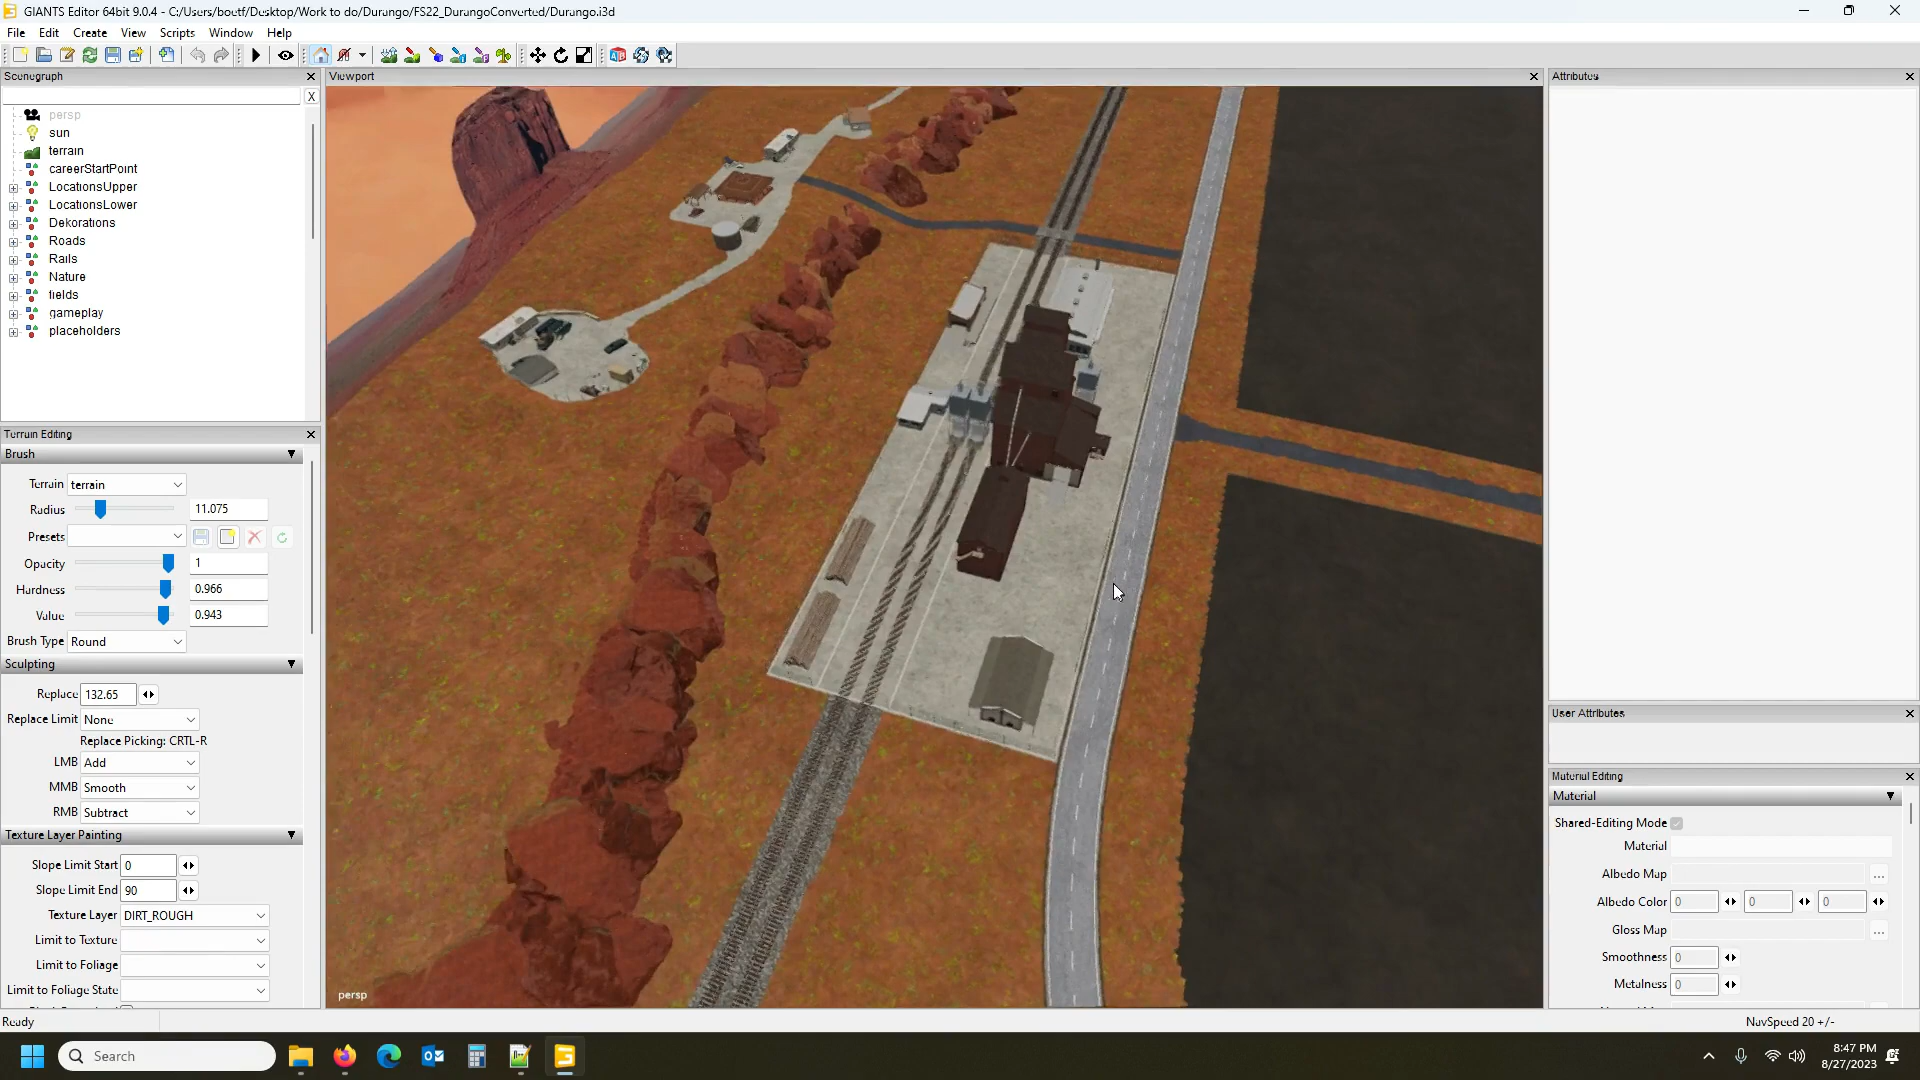 GIANTS Editor 64bit 9.0.4 - C:/Users/boetf/Desktop/Work to do/Durango/FS22_DurangoConverted/Durango.i3d
File Edit Create View Scripts Window Help
Scenegraph
X
persp
sun
terrain
careerStartPoint
LocationsUpper
LocationsLower
Dekorations
Roads
Rails
Nature
fields
gameplay
placeholders
Terrain Editing
Brush
Terrain terrain
Radius 11.075
Presets
Opacity 1
Hardness 0.966
Value 0.943
Brush Type Round
Sculpting
Replace 132.65
Replace Limit None
Replace Picking: CRTL-R
LMB Add
MMB Smooth
RMB Subtract
Texture Layer Painting
Slope Limit Start 0
Slope Limit End 90
Texture Layer DIRT_ROUGH
Limit to Texture
Limit to Foliage
Limit to Foliage State
Ready
Viewport
persp
Attributes
User Attributes
Material Editing
Material
Shared-Editing Mode
Material
Albedo Map ...
Albedo Color 0 0 0
Gloss Map ...
Smoothness 0
Metalness 0
NavSpeed 20 +/-
Search
8:47 PM
8/27/2023